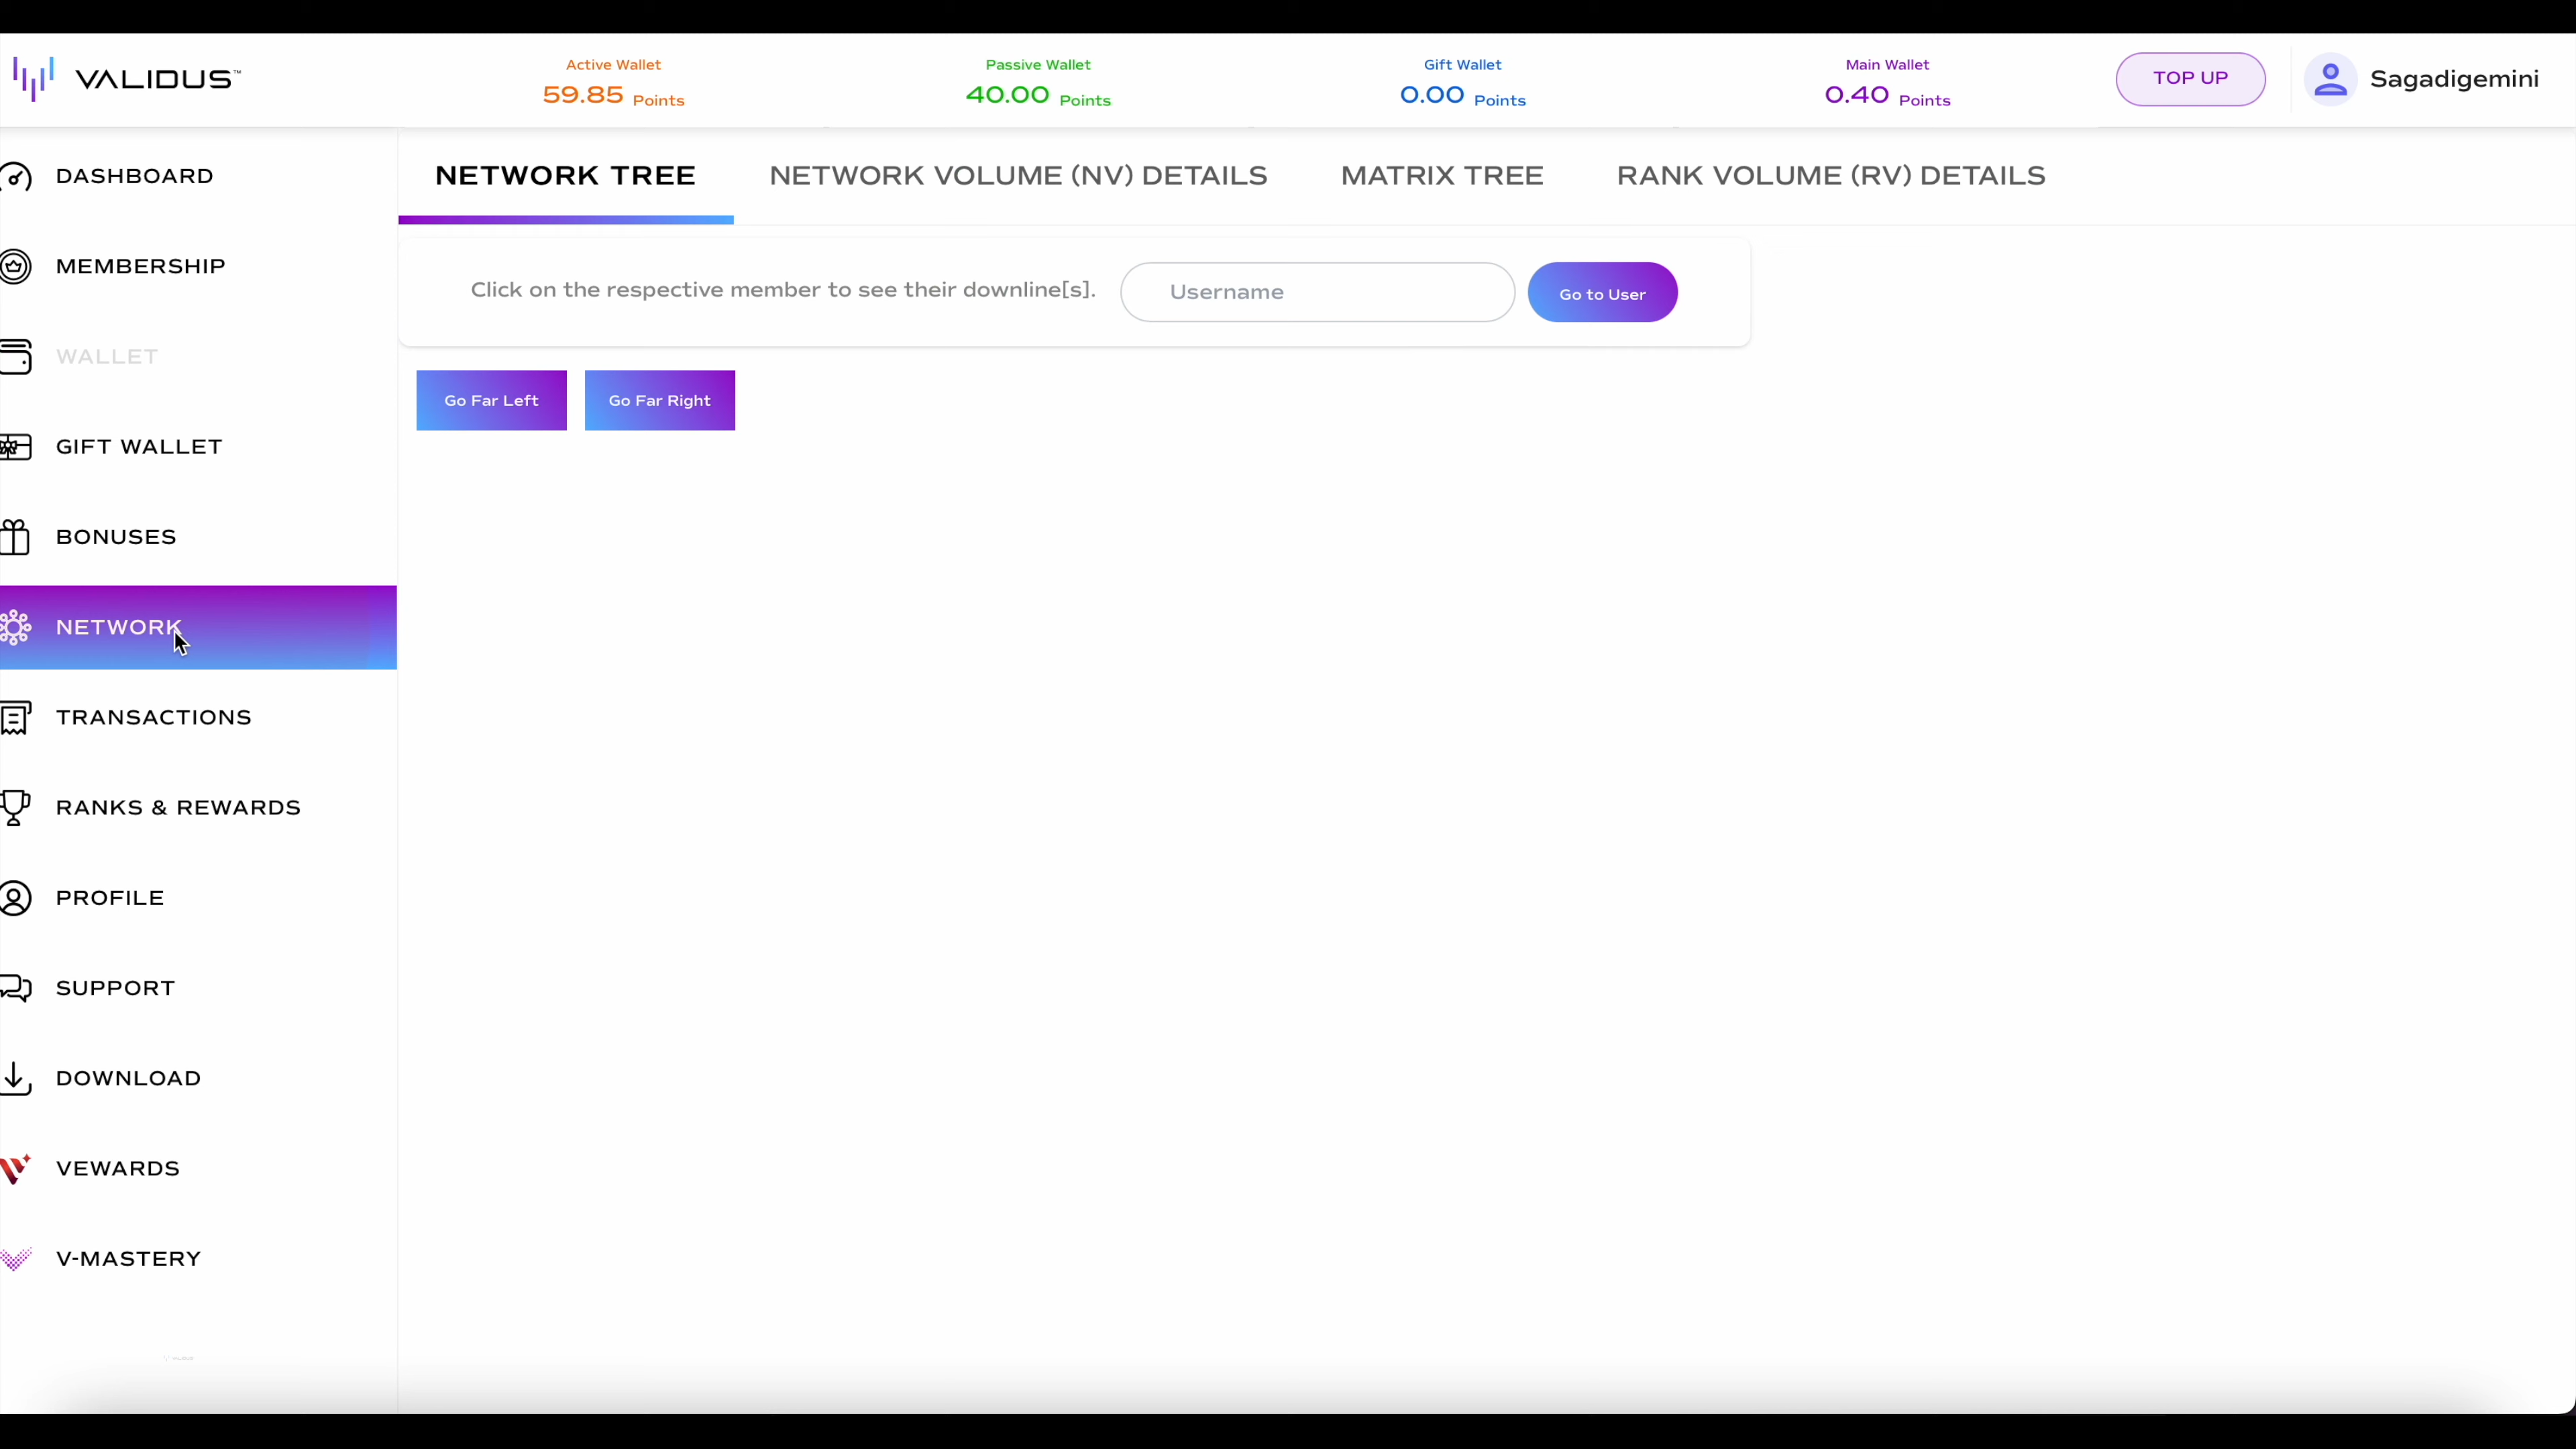 VALIDUS™
Active Wallet
59.85 Points
Passive Wallet
40.00 Points
Gift Wallet
0.00 Points
Main Wallet
0.40 Points
TOP UP
Sagadigemini
DASHBOARD
MEMBERSHIP
WALLET
GIFT WALLET
BONUSES
NETWORK
TRANSACTIONS
RANKS & REWARDS
PROFILE
SUPPORT
DOWNLOAD
VEWARDS
V-MASTERY
NETWORK TREE
NETWORK VOLUME (NV) DETAILS
MATRIX TREE
RANK VOLUME (RV) DETAILS
Click on the respective member to see their downline[s].
Username
Go to User
Go Far Left
Go Far Right